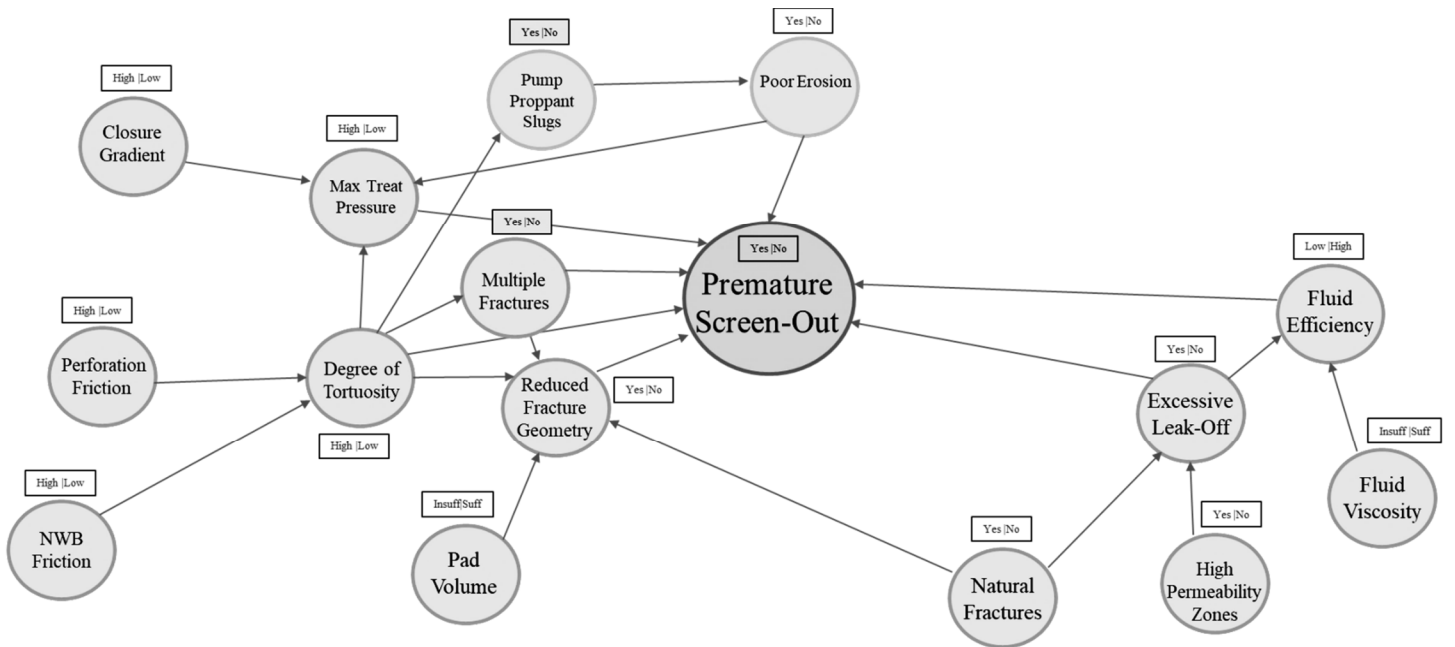 Yes |No
Pump
Proppant
Slugs
Yes |No
Poor Erosion
High |Low
Closure
Gradient
High |Low
Max Treat
Pressure
Yes |No
Multiple
Fractures
Yes |No
Premature
Screen-Out
Low |High
Fluid
Efficiency
High |Low
Perforation
Friction
Degree of
Tortuosity
High |Low
Reduced
Fracture
Geometry
Yes |No
Yes |No
Excessive
Leak-Off
Insuff |Suff
Fluid
Viscosity
High |Low
NWB
Friction
Insuff|Suff
Pad
Volume
Yes |No
Natural
Fractures
Yes |No
High
Permeability
Zones